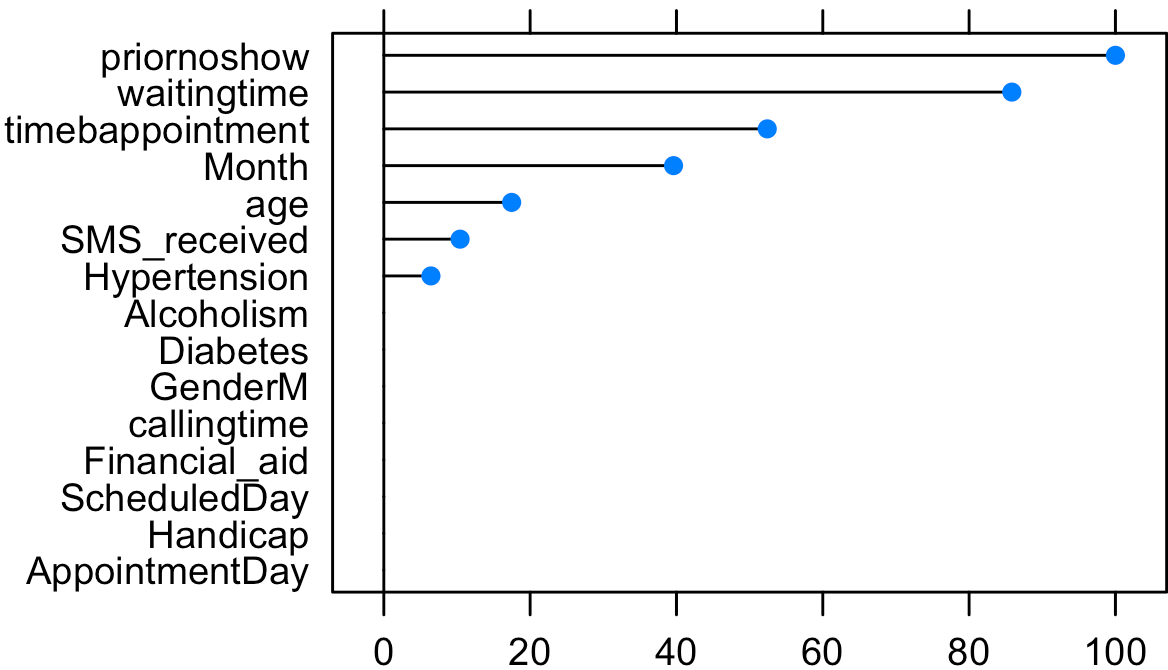 priornoshow
waitingtime
timebappointment
Month
age
SMS_received
Hypertension
Alcoholism
Diabetes
GenderM
callingtime
Financial_aid
ScheduledDay
Handicap
AppointmentDay
0 20 40 60 80 100